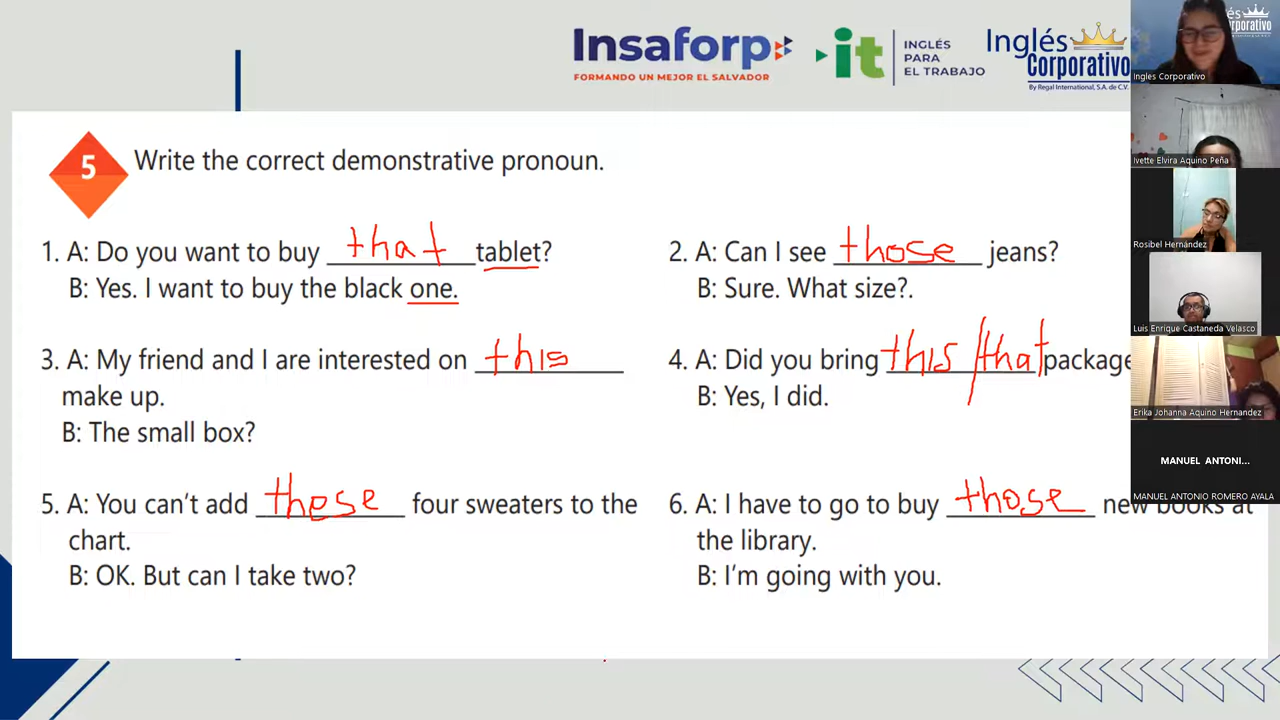 Insaforp
FORMANDO UN MEJOR EL SALVADOR
it
INGLÉS
PARA
EL TRABAJO
Inglés
Corporativo
By Regal International, S.A. de C.V.
5
Write the correct demonstrative pronoun.
1. A: Do you want to buy that tablet?
B: Yes. I want to buy the black one.
2. A: Can I see those jeans?
B: Sure. What size?.
3. A: My friend and I are interested on this
make up.
B: The small box?
4. A: Did you bring this/that package
B: Yes, I did.
5. A: You can't add these four sweaters to the
chart.
B: OK. But can I take two?
6. A: I have to go to buy those new books at
the library.
B: I'm going with you.
Ingles Corporativo
Ivette Elvira Aquino Peña
Rosibel Hernández
Luis Enrique Castaneda Velasco
Erika Johanna Aquino Hernandez
MANUEL ANTONI...
MANUEL ANTONIO ROMERO AYALA